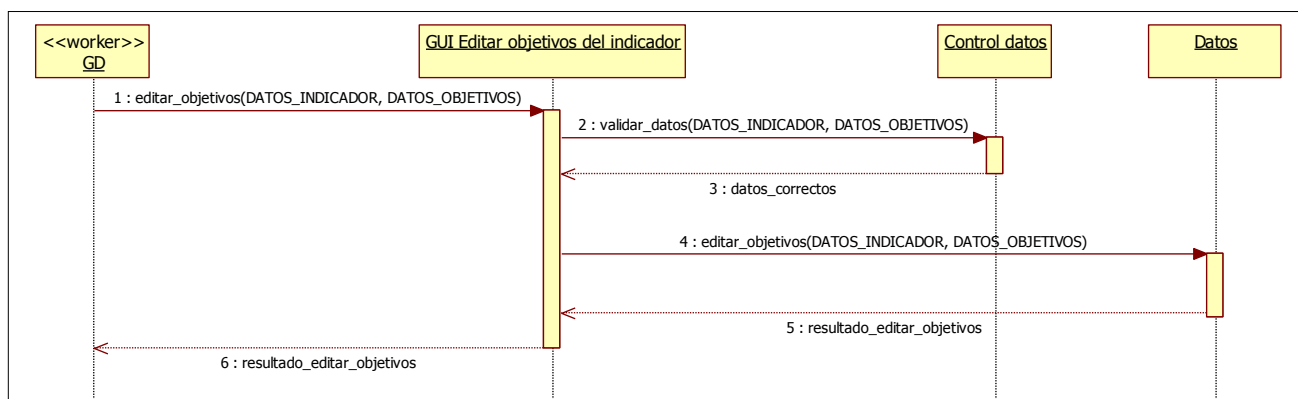 <<worker>>
GD
GUI Editar objetivos del indicador
Control datos
Datos
1 : editar_objetivos(DATOS_INDICADOR, DATOS_OBJETIVOS)
2 : validar_datos(DATOS_INDICADOR, DATOS_OBJETIVOS)
3 : datos_correctos
4 : editar_objetivos(DATOS_INDICADOR, DATOS_OBJETIVOS)
5 : resultado_editar_objetivos
6 : resultado_editar_objetivos